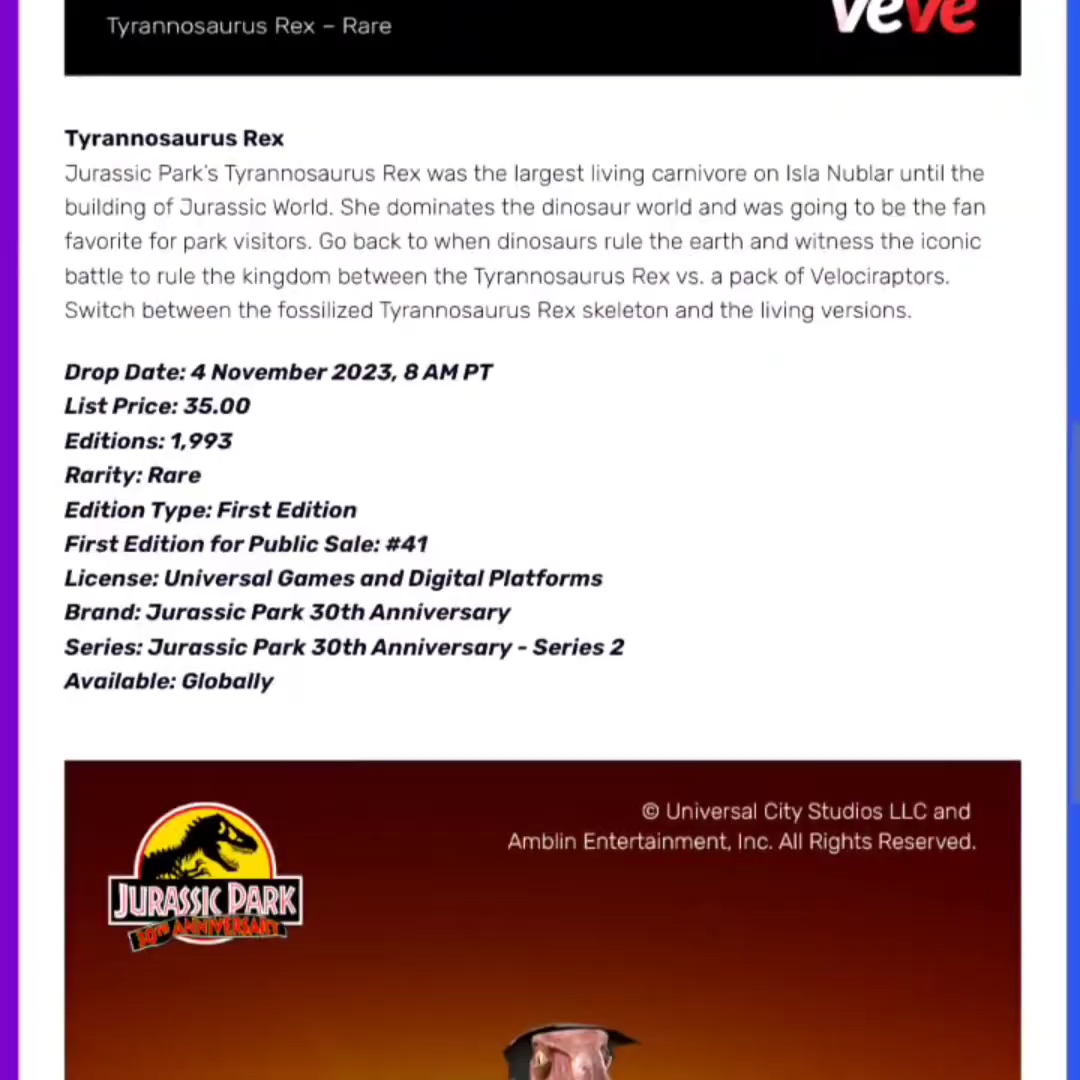 Tyrannosaurus Rex – Rare
veve
Tyrannosaurus Rex
Jurassic Park's Tyrannosaurus Rex was the largest living carnivore on Isla Nublar until the
building of Jurassic World. She dominates the dinosaur world and was going to be the fan
favorite for park visitors. Go back to when dinosaurs rule the earth and witness the iconic
battle to rule the kingdom between the Tyrannosaurus Rex vs. a pack of Velociraptors.
Switch between the fossilized Tyrannosaurus Rex skeleton and the living versions.
Drop Date: 4 November 2023, 8 AM PT
List Price: 35.00
Editions: 1,993
Rarity: Rare
Edition Type: First Edition
First Edition for Public Sale: #41
License: Universal Games and Digital Platforms
Brand: Jurassic Park 30th Anniversary
Series: Jurassic Park 30th Anniversary - Series 2
Available: Globally
© Universal City Studios LLC and
Amblin Entertainment, Inc. All Rights Reserved.
JURASSIC PARK
30TH ANNIVERSARY